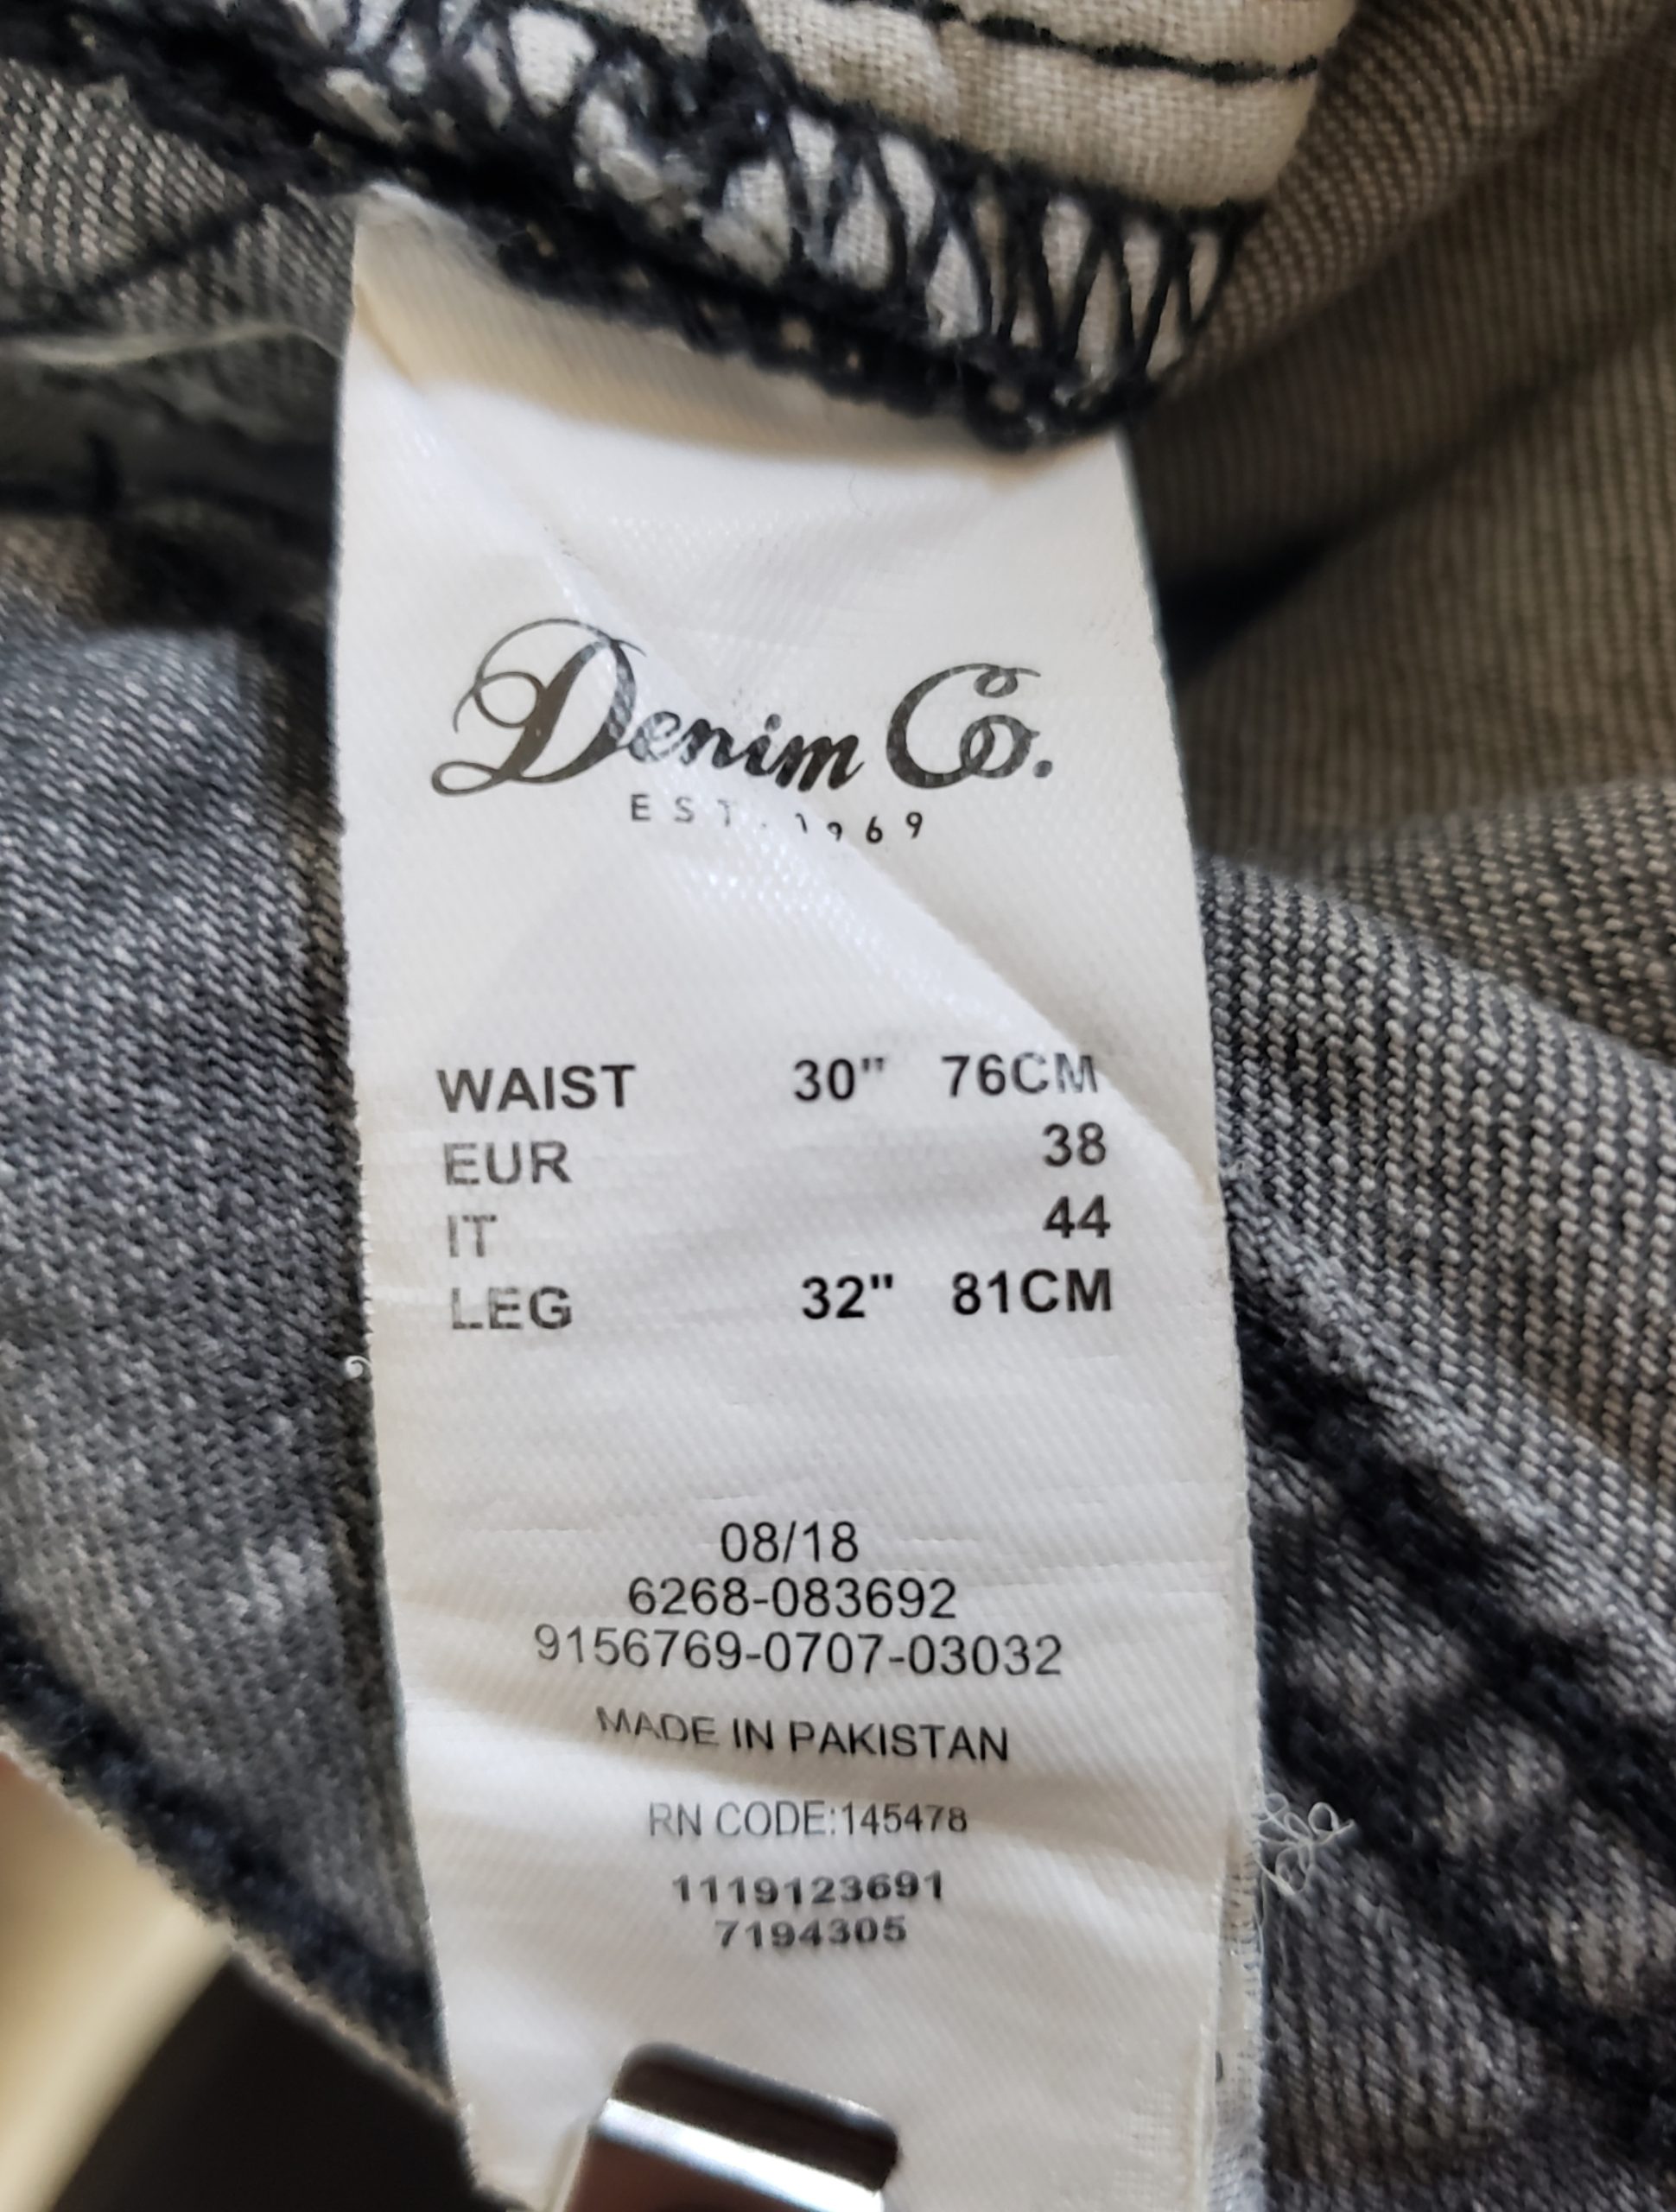 Denim Co.
EST. 1969
WAIST 30" 76CM
EUR 38
IT 44
LEG 32" 81CM
08/18
6268-083692
9156769-0707-03032
MADE IN PAKISTAN
RN CODE:145478
1119123691
7194305